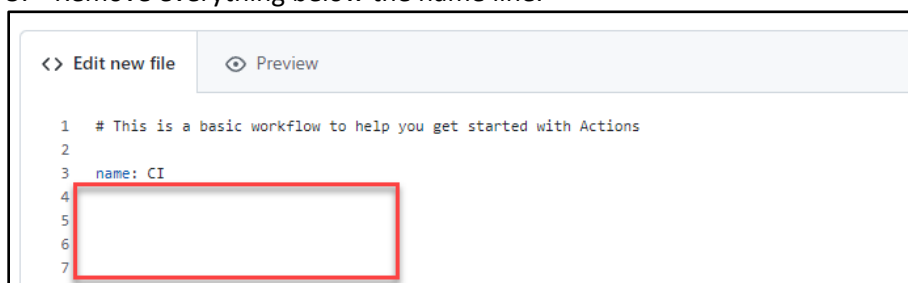 Remove everything below the name line.
<> Edit new file Preview
1 # This is a basic workflow to help you get started with Actions
2
3 name: CI
4
5
6
7